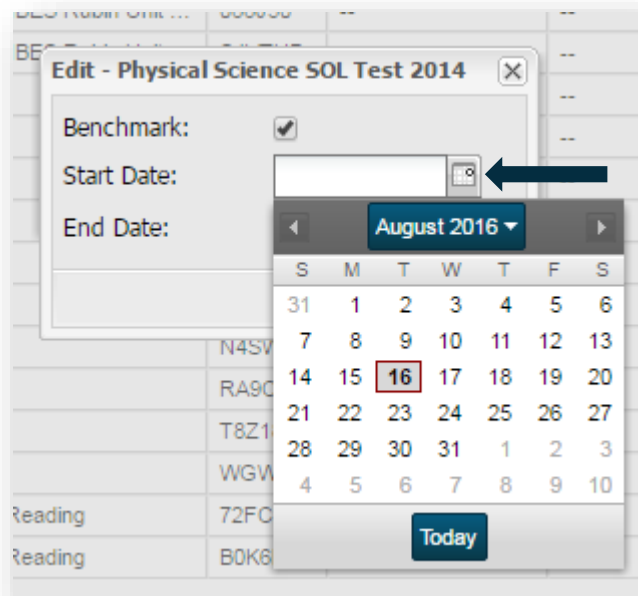 Edit - Physical Science SOL Test 2014
Benchmark:
Start Date:
End Date:
August 2016
S M T W T F S
31 1 2 3 4 5 6
7 8 9 10 11 12 13
14 15 16 17 18 19 20
21 22 23 24 25 26 27
28 29 30 31 1 2 3
4 5 6 7 8 9 10
Today
--
--
--
--
N4SV
RA9C
T8Z1
WGW
Reading 72FC
Reading B0K6